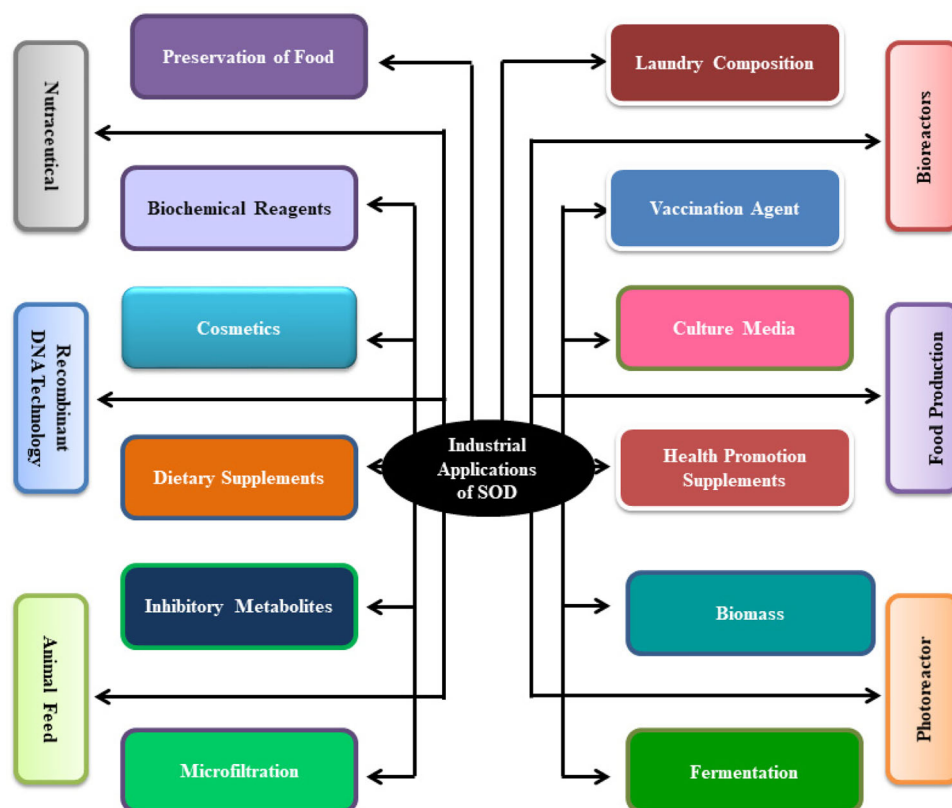 Preservation of Food
Laundry Composition
Nutraceutical
Bioreactors
Biochemical Reagents
Vaccination Agent
Cosmetics
Culture Media
Recombinant
DNA Technology
Food Production
Industrial
Applications
of SOD
Dietary Supplements
Health Promotion
Supplements
Inhibitory Metabolites
Biomass
Animal Feed
Photoreactor
Microfiltration
Fermentation